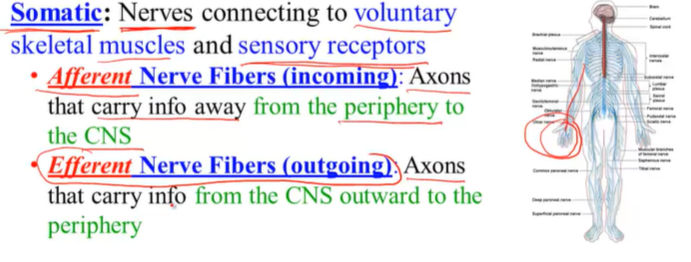 Somatic: Nerves connecting to voluntary
skeletal muscles and sensory receptors
• Afferent Nerve Fibers (incoming): Axons
that carry info away from the periphery to
the CNS
• Efferent Nerve Fibers (outgoing): Axons
that carry info from the CNS outward to the
periphery
Brain
Cerebellum
Spinal cord
Brachial plexus
Musculocutaneous
nerve
Radial nerve
Median nerve
Intercostal
nerves
Subcostal nerve
Lumbar
plexus
Sacral
plexus
Femoral nerve
Pudendal nerve
Sciatic nerve
Obturator
nerve
Ulnar nerve
Muscular branches
of femoral nerve
Saphenous nerve
Tibial nerve
Common peroneal nerve
Deep peroneal nerve
Superficial peroneal nerve